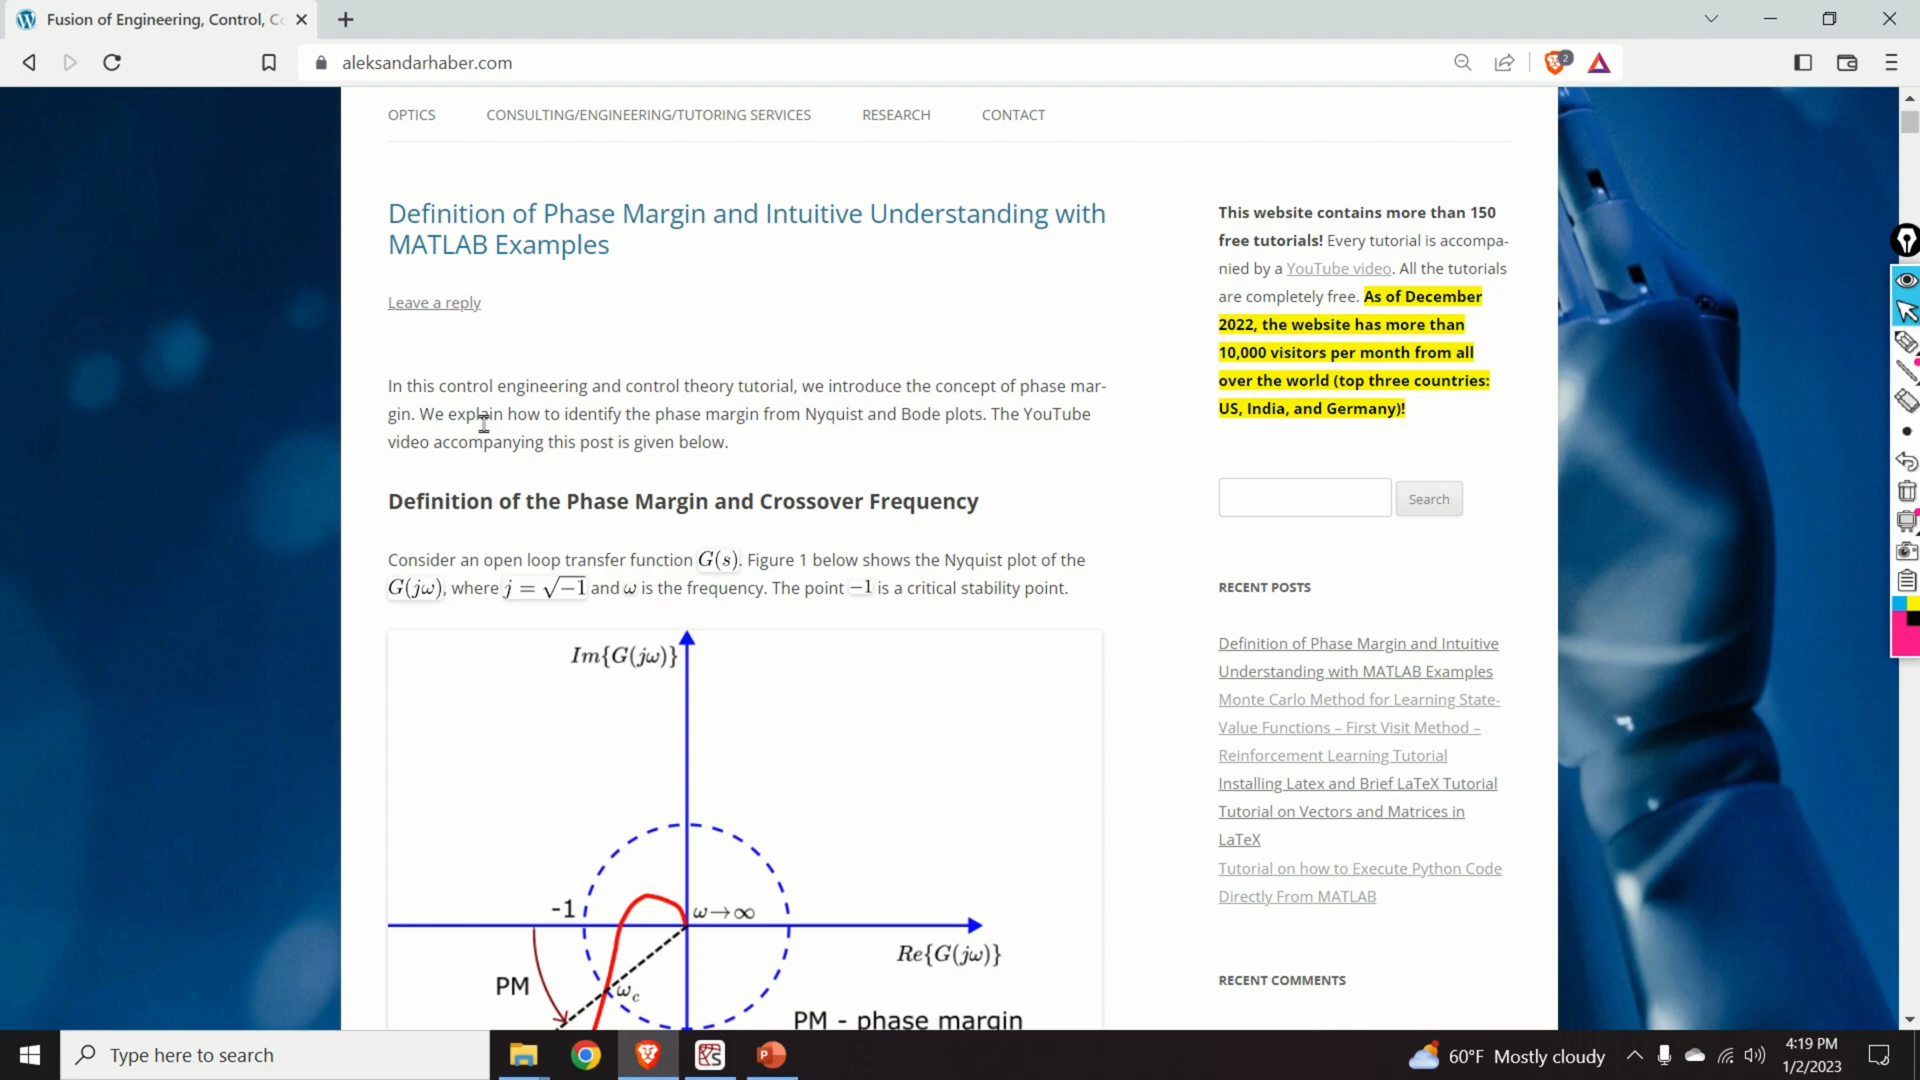 Fusion of Engineering, Control, Co
aleksandarhaber.com
2
OPTICS
CONSULTING/ENGINEERING/TUTORING SERVICES
RESEARCH
CONTACT
Definition of Phase Margin and Intuitive Understanding with
MATLAB Examples
Leave a reply
In this control engineering and control theory tutorial, we introduce the concept of phase mar-
gin. We explain how to identify the phase margin from Nyquist and Bode plots. The YouTube
video accompanying this post is given below.
Definition of the Phase Margin and Crossover Frequency
Consider an open loop transfer function G(s). Figure 1 below shows the Nyquist plot of the
G(jω), where j = √−1 and ω is the frequency. The point −1 is a critical stability point.
Im{G(jω)}
-1
ω→∞
Re{G(jω)}
PM
ωc
PM - phase margin
This website contains more than 150
free tutorials! Every tutorial is accompa-
nied by a YouTube video. All the tutorials
are completely free. As of December
2022, the website has more than
10,000 visitors per month from all
over the world (top three countries:
US, India, and Germany)!
Search
RECENT POSTS
Definition of Phase Margin and Intuitive
Understanding with MATLAB Examples
Monte Carlo Method for Learning State-
Value Functions – First Visit Method –
Reinforcement Learning Tutorial
Installing Latex and Brief LaTeX Tutorial
Tutorial on Vectors and Matrices in
LaTeX
Tutorial on how to Execute Python Code
Directly From MATLAB
RECENT COMMENTS
Type here to search
60°F Mostly cloudy
4:19 PM
1/2/2023